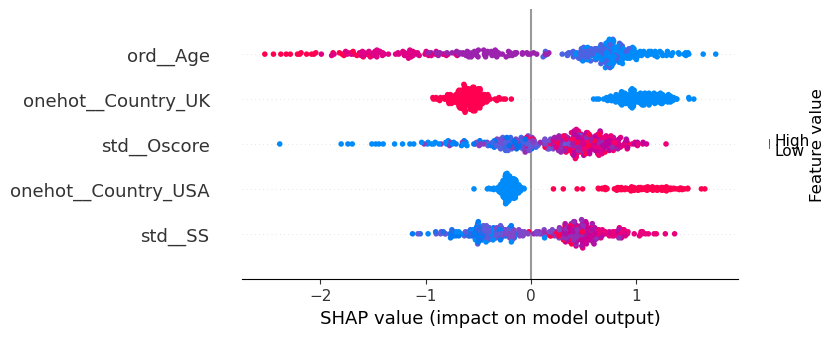 ord__Age
onehot__Country_UK
std__Oscore
onehot__Country_USA
std__SS
−2
−1
0
1
SHAP value (impact on model output)
High
Low
Feature value